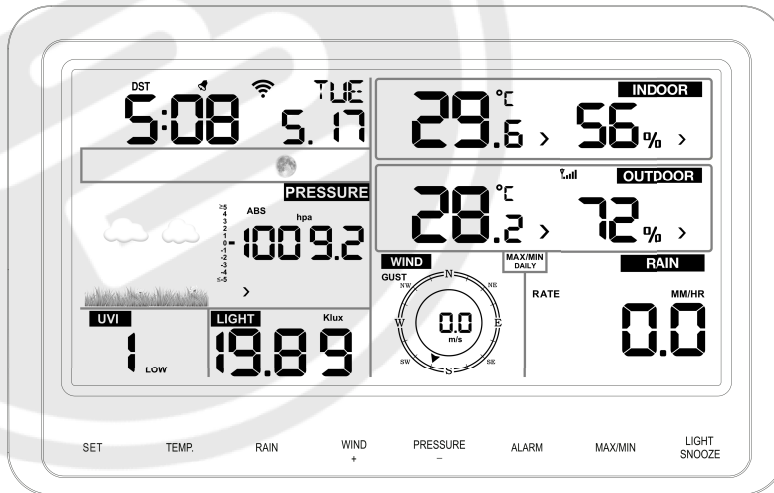 DST
5:08
TUE
5. 17
INDOOR
29.6 °C
56%
OUTDOOR
28.2 °C
72%
PRESSURE
ABS
hpa
1009.2
≥5
4
3
2
1
0
-1
-2
-3
-4
≤-5
WIND
GUST
MAX/MIN
DAILY
N
NE
E
SE
S
SW
W
NW
0.0
m/s
RAIN
RATE
MM/HR
0.0
UVI
1 LOW
LIGHT
Klux
19.89
SET
TEMP.
RAIN
WIND
+
PRESSURE
–
ALARM
MAX/MIN
LIGHT
SNOOZE